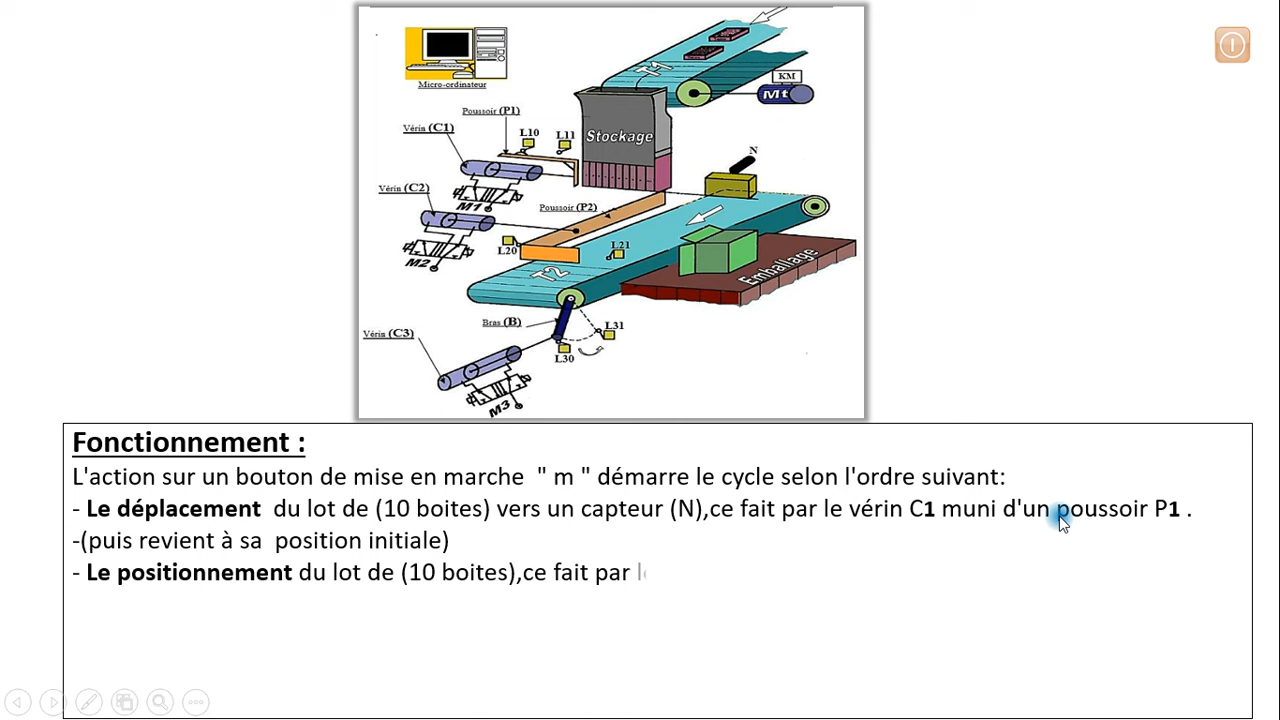 Micro-ordinateur
T1
KM
Mt
Poussoir (P1)
Vérin (C1)
L10
L11
Stockage
N
Vérin (C2)
M1
Poussoir (P2)
L20
L21
M2
T2
Emballage
Bras (B)
L31
Vérin (C3)
L30
M3
Fonctionnement :
L'action sur un bouton de mise en marche " m " démarre le cycle selon l'ordre suivant:
- Le déplacement du lot de (10 boites) vers un capteur (N),ce fait par le vérin C1 muni d'un poussoir P1 .
-(puis revient à sa position initiale)
- Le positionnement du lot de (10 boites),ce fait par